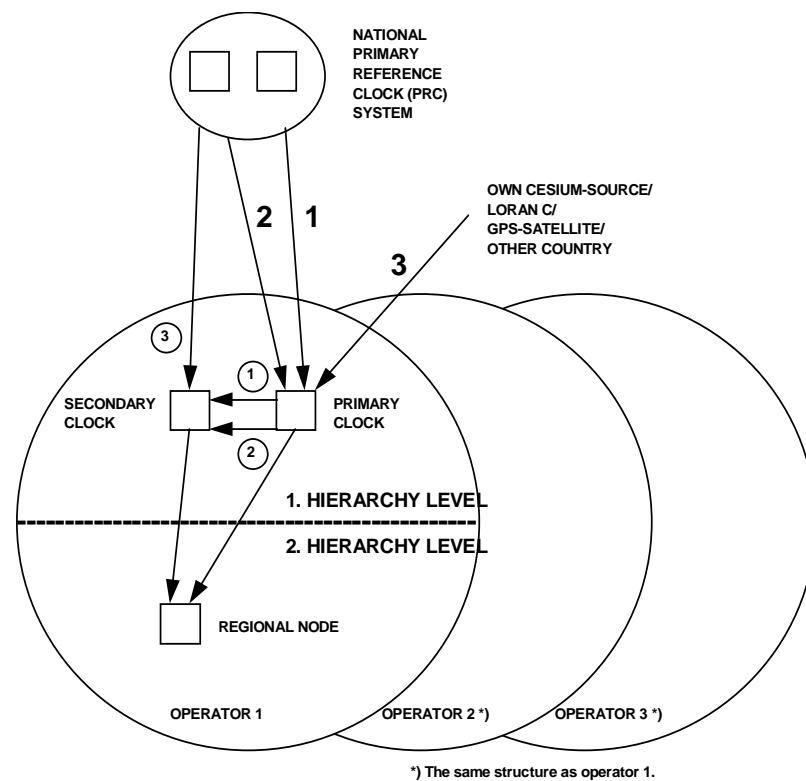 NATIONAL
PRIMARY
REFERENCE
CLOCK (PRC)
SYSTEM
OWN CESIUM-SOURCE/
LORAN C/
GPS-SATELLITE/
OTHER COUNTRY
2
1
3
3
1
SECONDARY
CLOCK
PRIMARY
CLOCK
2
1. HIERARCHY LEVEL
2. HIERARCHY LEVEL
REGIONAL NODE
OPERATOR 1
OPERATOR 2 *)
OPERATOR 3 *)
*) The same structure as operator 1.